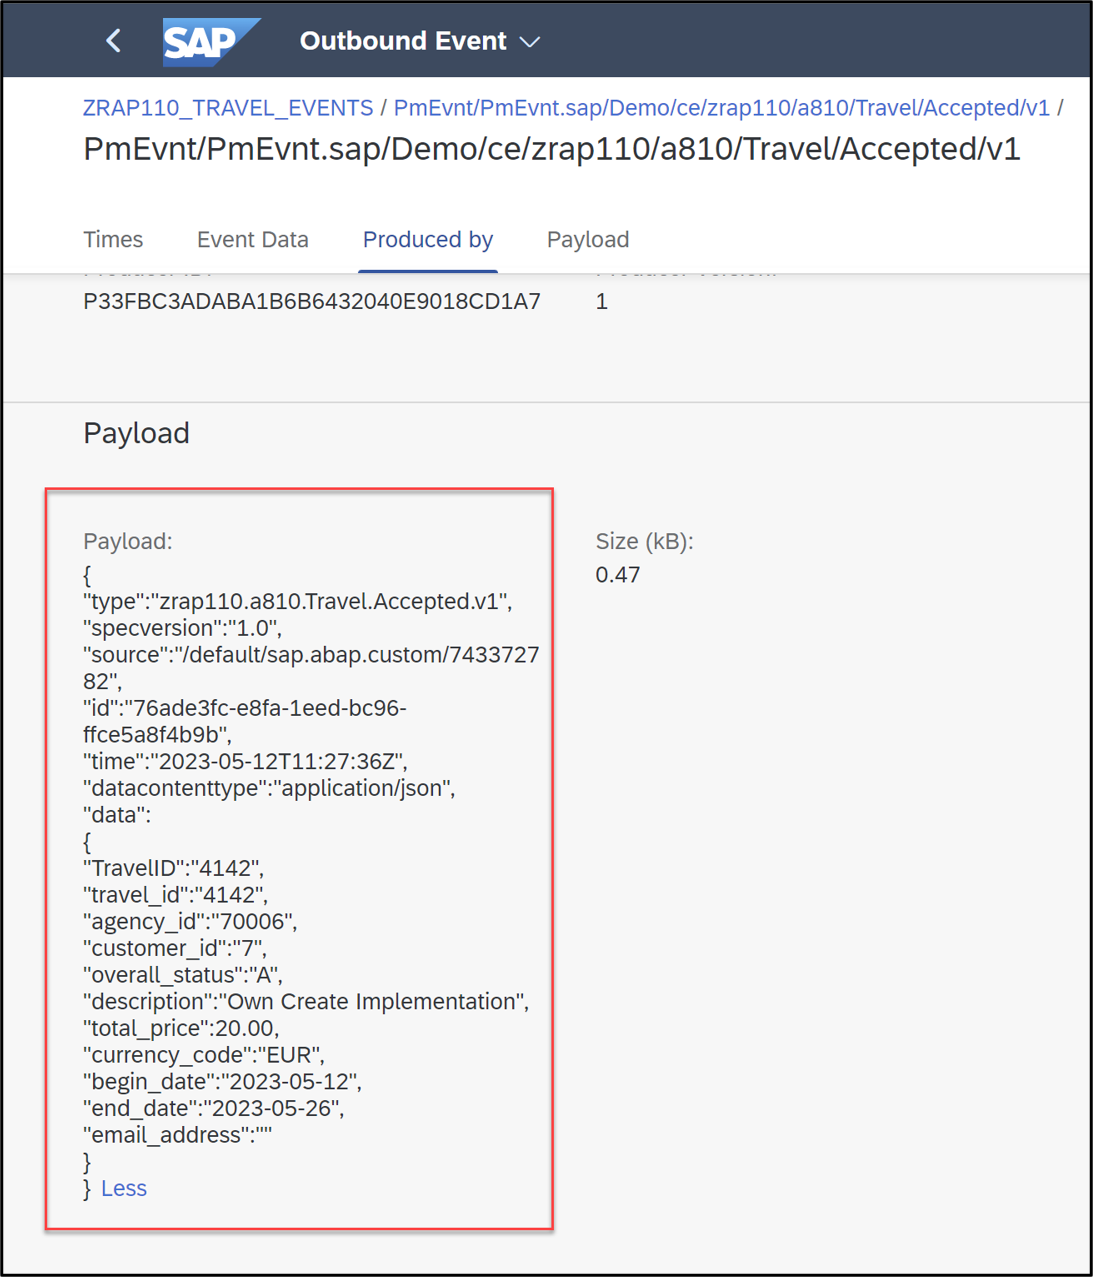 SAP Outbound Event
ZRAP110_TRAVEL_EVENTS / PmEvnt/PmEvnt.sap/Demo/ce/zrap110/a810/Travel/Accepted/v1 /
PmEvnt/PmEvnt.sap/Demo/ce/zrap110/a810/Travel/Accepted/v1
Times Event Data Produced by Payload
P33FBC3ADABA1B6B6432040E9018CD1A7 1
Payload
Payload: Size (kB):
{ 0.47
"type":"zrap110.a810.Travel.Accepted.v1",
"specversion":"1.0",
"source":"/default/sap.abap.custom/7433727
82",
"id":"76ade3fc-e8fa-1eed-bc96-
ffce5a8f4b9b",
"time":"2023-05-12T11:27:36Z",
"datacontenttype":"application/json",
"data":
{
"TravelID":"4142",
"travel_id":"4142",
"agency_id":"70006",
"customer_id":"7",
"overall_status":"A",
"description":"Own Create Implementation",
"total_price":20.00,
"currency_code":"EUR",
"begin_date":"2023-05-12",
"end_date":"2023-05-26",
"email_address":""
}
} Less